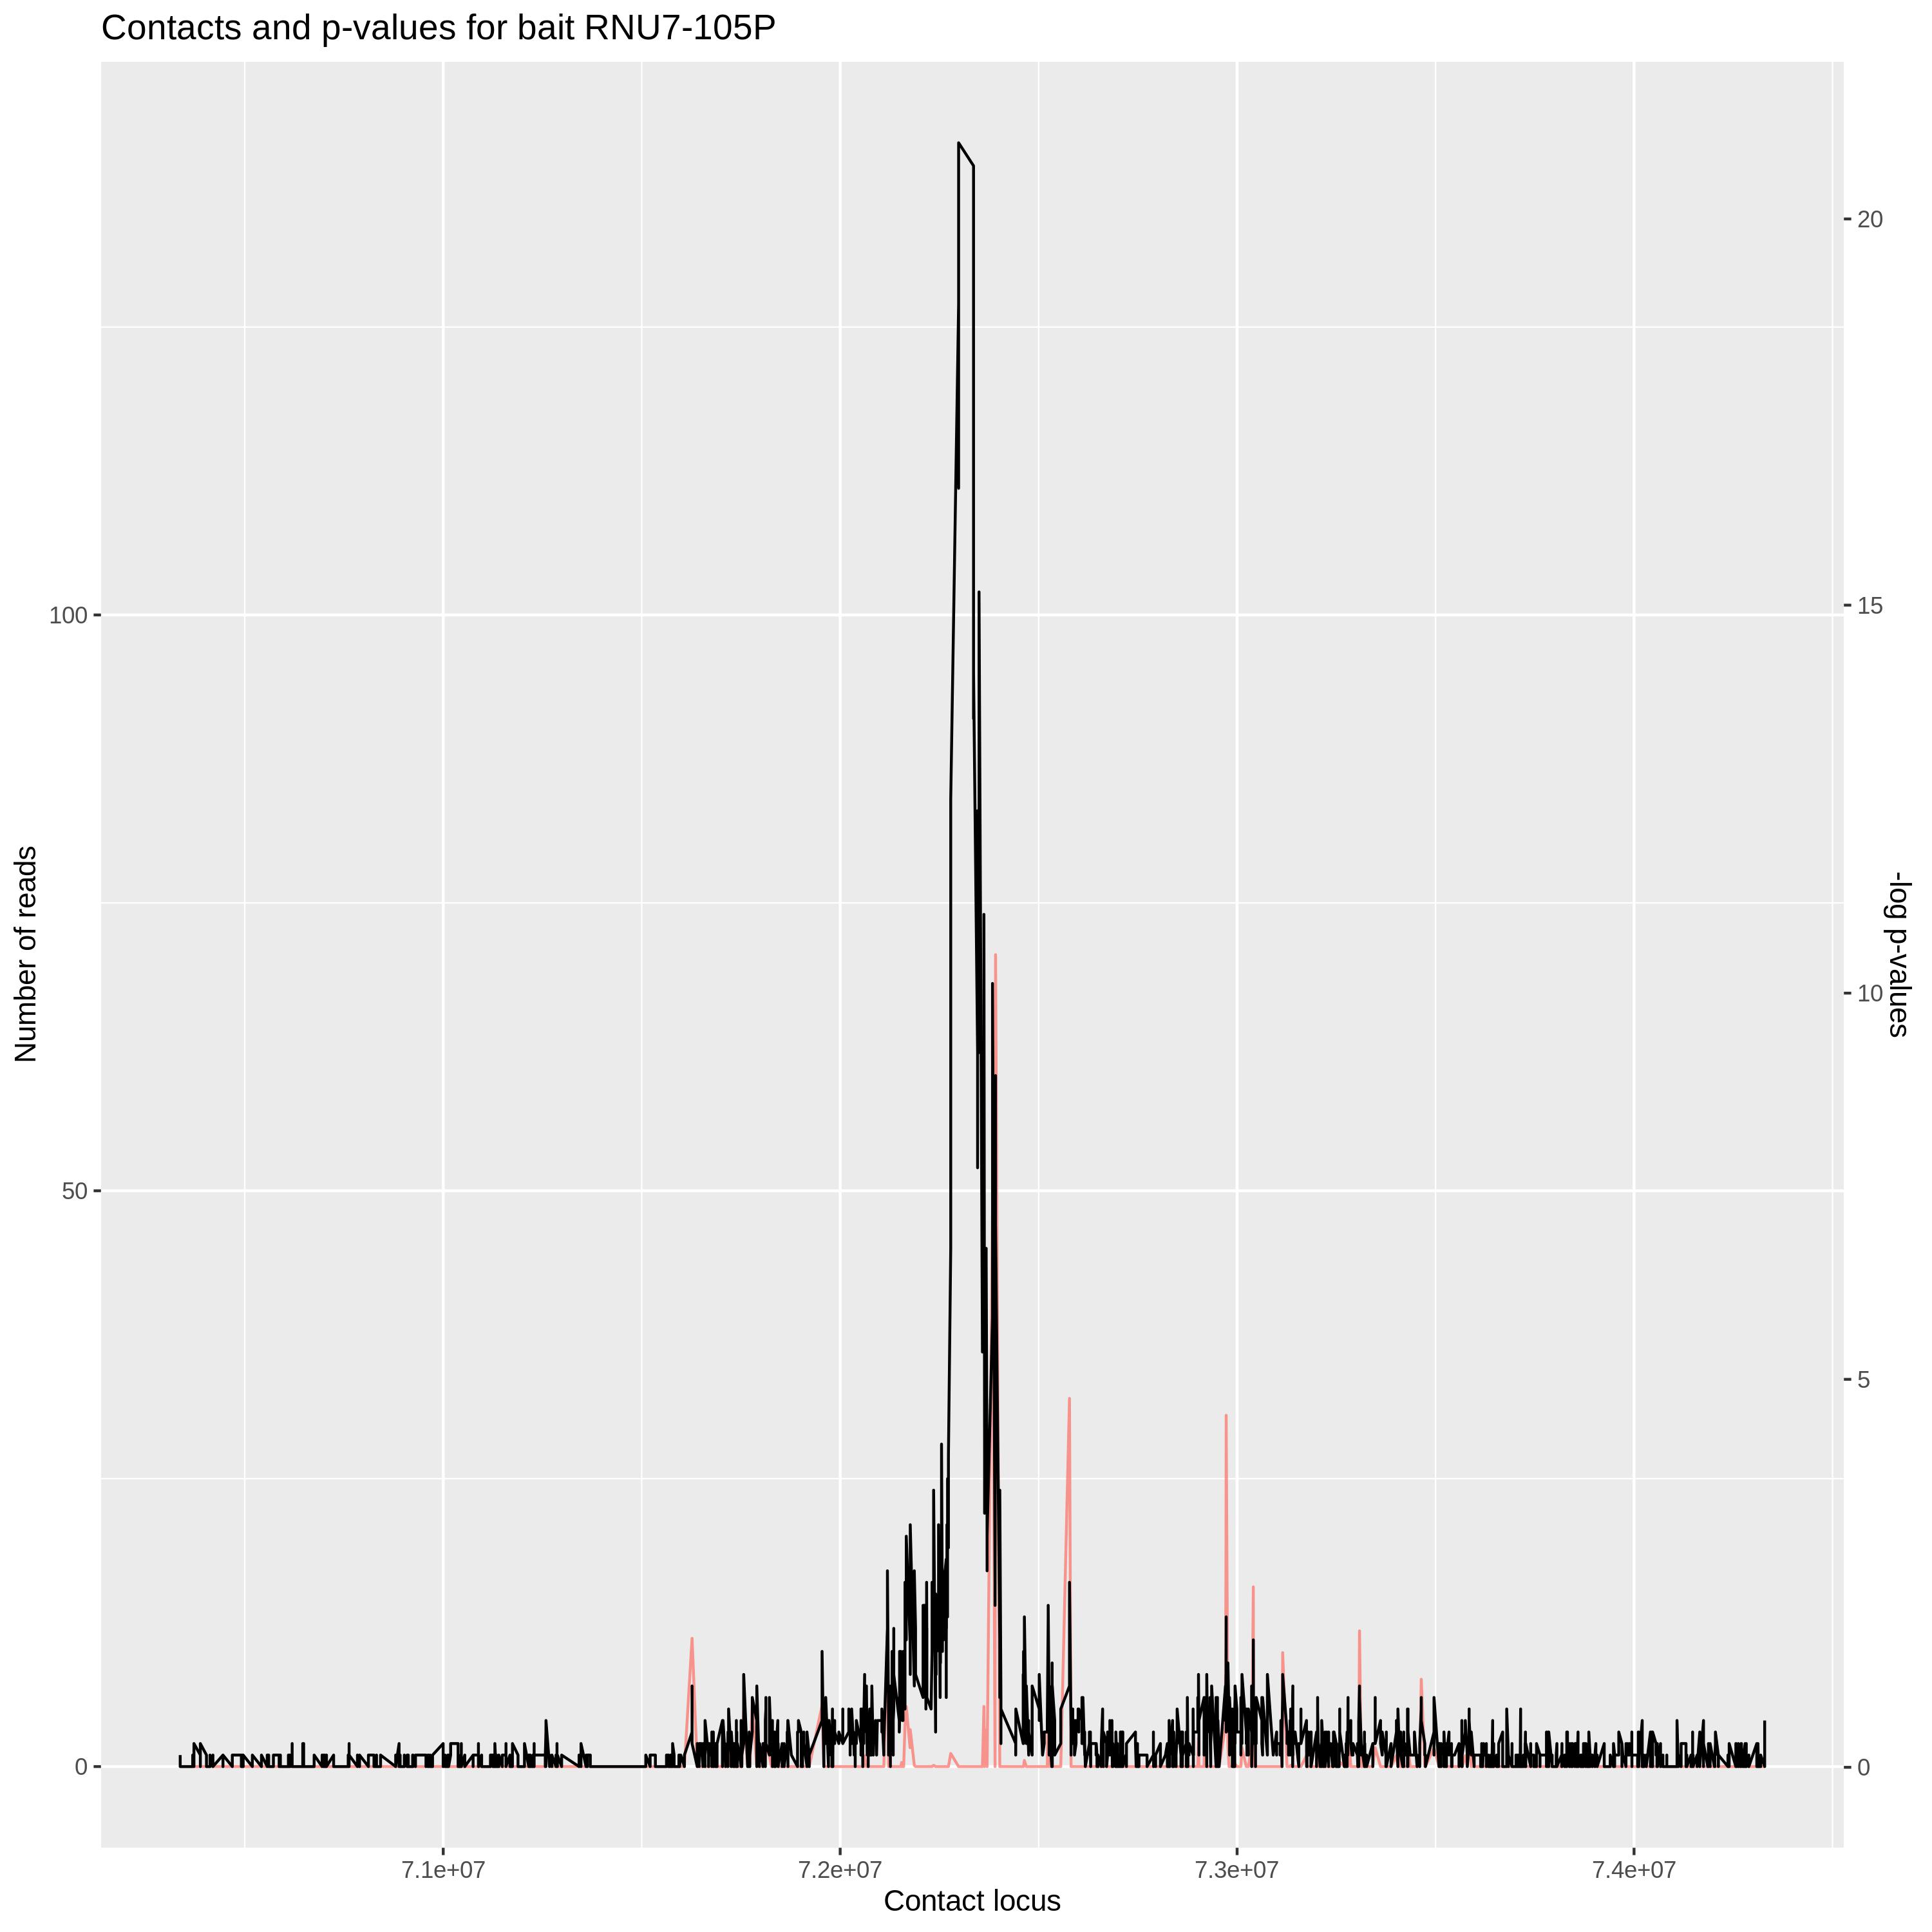 Contacts and p-values for bait RNU7-105P
Number of reads
100
50
0
20
15
10
5
0
-log p-values
7.1e+07
7.2e+07
7.3e+07
7.4e+07
Contact locus